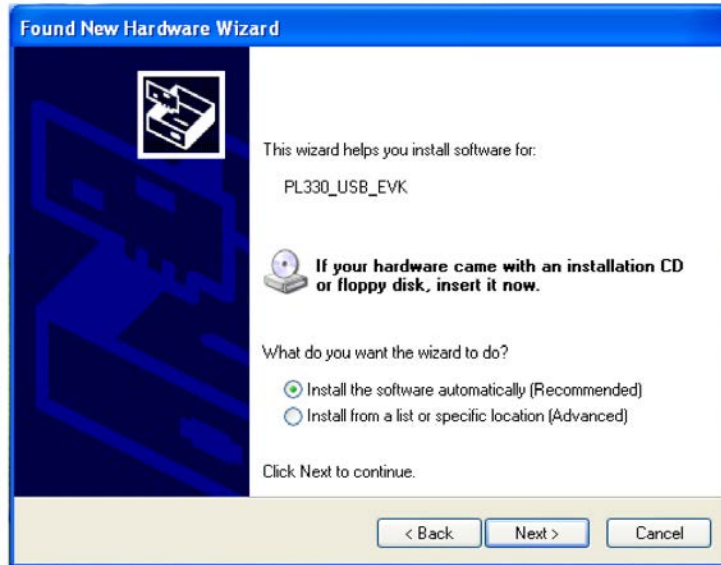 Found New Hardware Wizard
This wizard helps you install software for:
PL330_USB_EVK
If your hardware came with an installation CD
or floppy disk, insert it now.
What do you want the wizard to do?
Install the software automatically (Recommended)
Install from a list or specific location (Advanced)
Click Next to continue.
< Back Next > Cancel